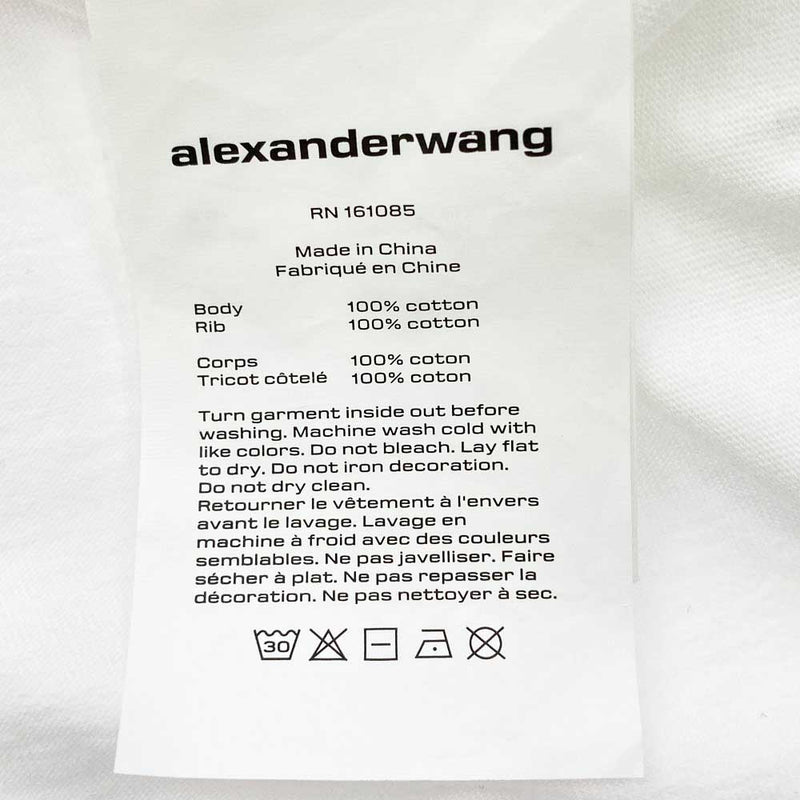 alexanderwang
RN 161085
Made in China
Fabriqué en Chine
Body 100% cotton
Rib 100% cotton
Corps 100% coton
Tricot côtelé 100% coton
Turn garment inside out before
washing. Machine wash cold with
like colors. Do not bleach. Lay flat
to dry. Do not iron decoration.
Do not dry clean.
Retourner le vêtement à l'envers
avant le lavage. Lavage en
machine à froid avec des couleurs
semblables. Ne pas javelliser. Faire
sécher à plat. Ne pas repasser la
décoration. Ne pas nettoyer à sec.
30